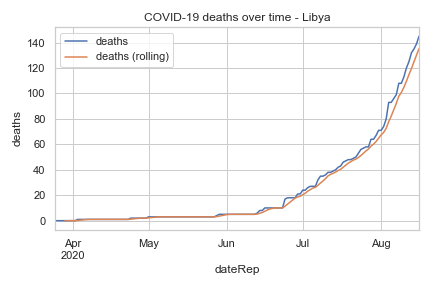 COVID-19 deaths over time - Libya
deaths
deaths (rolling)
140
120
100
80
60
40
20
0
deaths
Apr
2020
May
Jun
Jul
Aug
dateRep